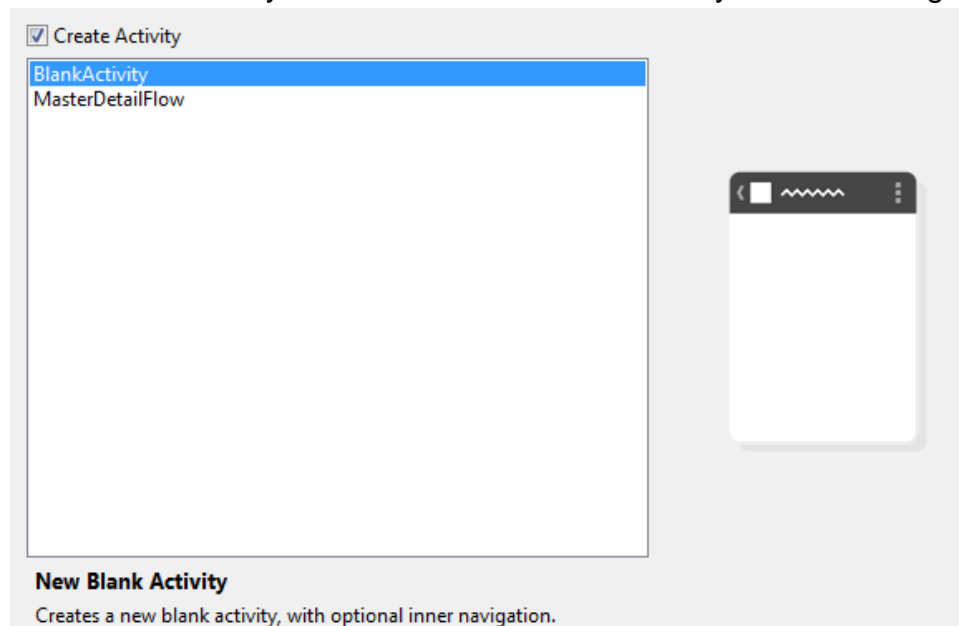 Create Activity
BlankActivity
MasterDetailFlow
New Blank Activity
Creates a new blank activity, with optional inner navigation.